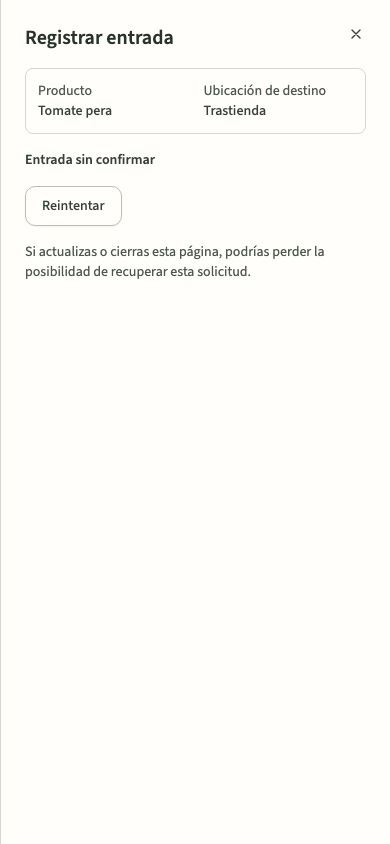 Registrar entrada
Producto
Tomate pera
Ubicación de destino
Trastienda
Entrada sin confirmar
Reintentar
Si actualizas o cierras esta página, podrías perder la
posibilidad de recuperar esta solicitud.